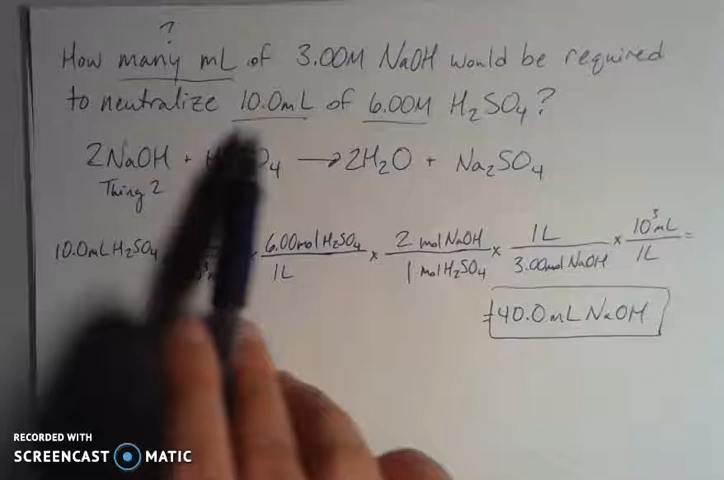 ?
How many mL of 3.00M NaOH would be required
to neutralize 10.0mL of 6.00M H₂SO₄?
2NaOH + H O₄ → 2H₂O + Na₂SO₄
Thing 2
10.0mL H₂SO₄ × 6.00mol H₂SO₄ / 1L × 2 mol NaOH / 1 mol H₂SO₄ × 1L / 3.00mol NaOH × 10³mL / 1L =
=40.0mL NaOH
RECORDED WITH
SCREENCAST MATIC